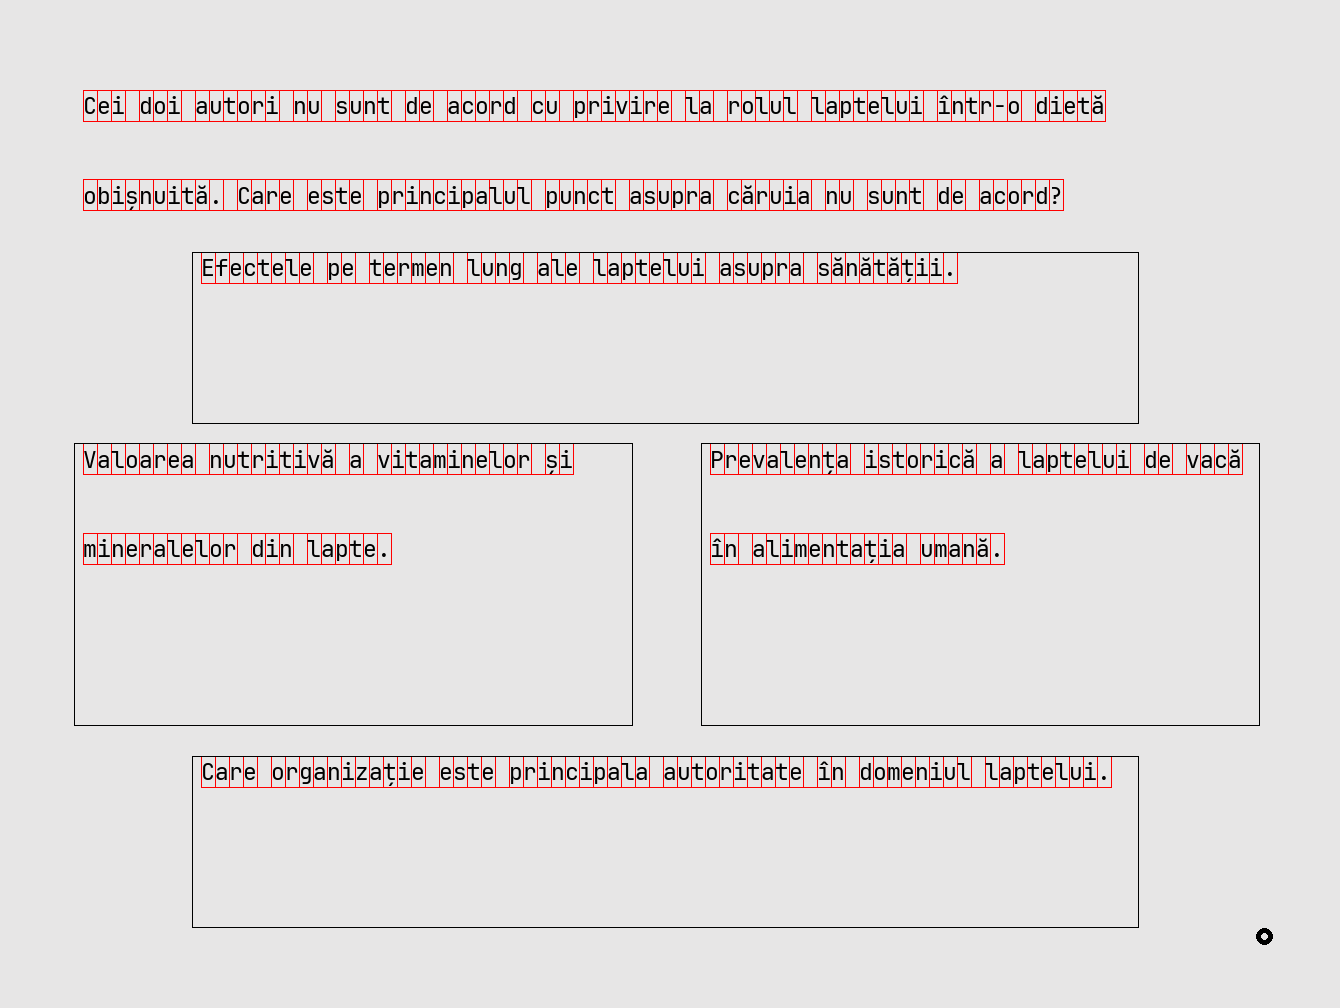 Cei doi autori nu sunt de acord cu privire la rolul laptelui într-o dietă
obișnuită. Care este principalul punct asupra căruia nu sunt de acord?
Efectele pe termen lung ale laptelui asupra sănătății.
Valoarea nutritivă a vitaminelor și
mineralelor din lapte.
Prevalența istorică a laptelui de vacă
în alimentația umană.
Care organizație este principala autoritate în domeniul laptelui.